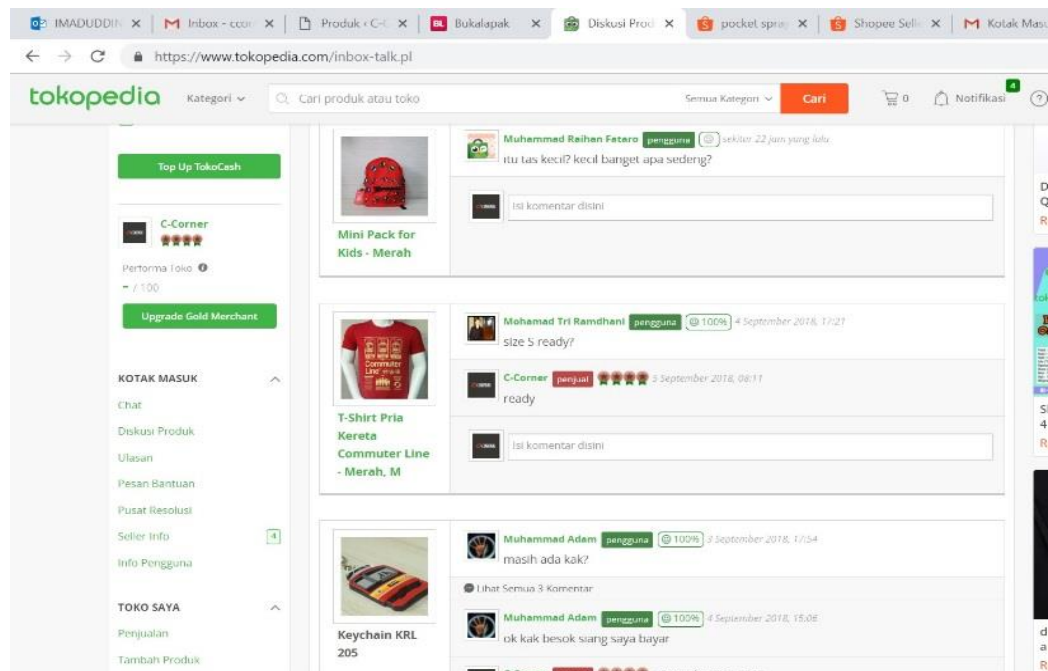 IMADUDDIN
Inbox - ccor
Produk ‹ C-C
BL Bukalapak
Diskusi Prod
pocket spray
Shopee Selle
Kotak Masu
https://www.tokopedia.com/inbox-talk.pl
tokopedia
Kategori
Cari produk atau toko
Semua Kategori
Cari
0
Notifikasi
4
Top Up TokoCash
C-Corner
Performa Toko
- / 100
Upgrade Gold Merchant
KOTAK MASUK
Chat
Diskusi Produk
Ulasan
Pesan Bantuan
Pusat Resolusi
Seller Info
4
Info Pengguna
TOKO SAYA
Penjualan
Tambah Produk
Mini Pack for
Kids - Merah
Muhammad Raihan Fataro pengguna sekitar 22 jam yang lalu
itu tas kecil? kecil banget apa sedeng?
Isi komentar disini
T-Shirt Pria
Kereta
Commuter Line
- Merah, M
Mohamad Tri Ramdhani pengguna 100% 4 September 2018, 17:21
size S ready?
C-Corner penjual 5 September 2018, 08:11
ready
Isi komentar disini
Keychain KRL
205
Muhammad Adam pengguna 100% 3 September 2018, 17:54
masih ada kak?
Lihat Semua 3 Komentar
Muhammad Adam pengguna 100% 4 September 2018, 15:06
ok kak besok siang saya bayar